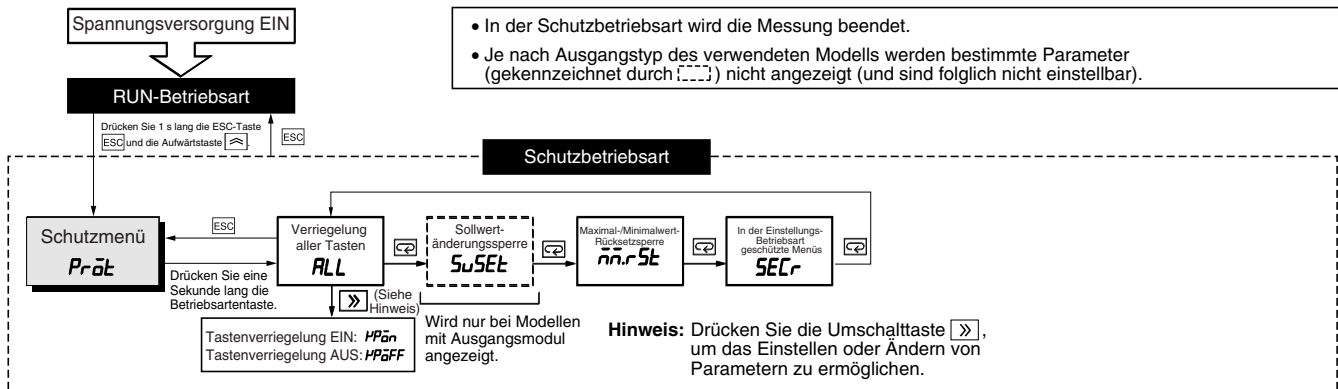 Spannungsversorgung EIN
• In der Schutzbetriebsart wird die Messung beendet.
• Je nach Ausgangstyp des verwendeten Modells werden bestimmte Parameter
(gekennzeichnet durch ) nicht angezeigt (und sind folglich nicht einstellbar).
RUN-Betriebsart
Drücken Sie 1 s lang die ESC-Taste
ESC und die Aufwärtstaste .
ESC
Schutzbetriebsart
Schutzmenü
Prot
ESC
Drücken Sie eine
Sekunde lang die
Betriebsartentaste.
Verriegelung
aller Tasten
ALL
Sollwert-
änderungssperre
SuSEt
Maximal-/Minimalwert-
Rücksetzsperre
mm.rSt
In der Einstellungs-
Betriebsart
geschützte Menüs
SECr
(Siehe
Hinweis)
Tastenverriegelung EIN: KPon
Tastenverriegelung AUS: KPoFF
Wird nur bei Modellen
mit Ausgangsmodul
angezeigt.
Hinweis: Drücken Sie die Umschalttaste ,
um das Einstellen oder Ändern von
Parametern zu ermöglichen.